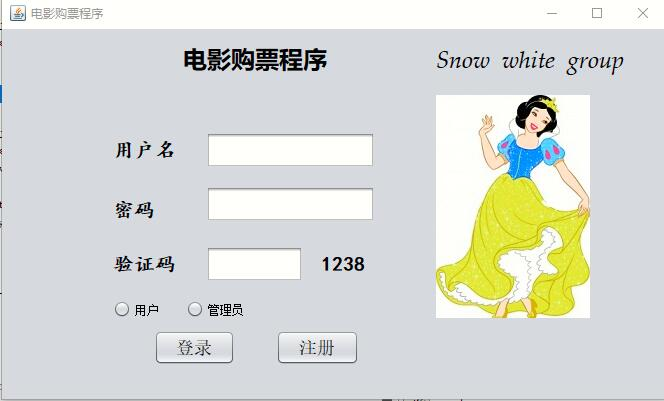 电影购票程序
电影购票程序
Snow white group
用户名
密码
验证码 1238
用户 管理员
登录 注册